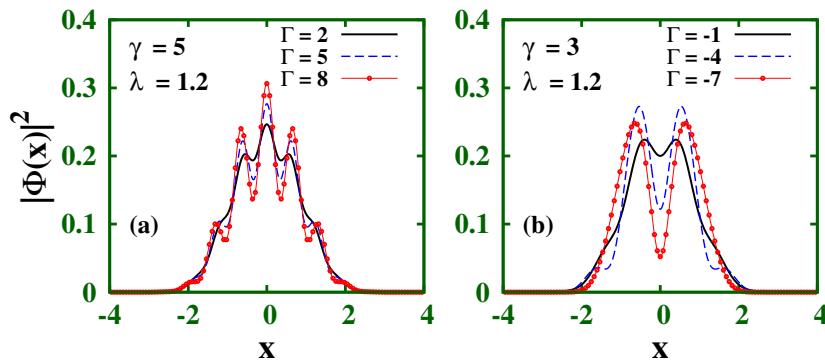 γ = 5
λ = 1.2
Γ = 2
Γ = 5
Γ = 8
|Φ(x)|²
0.4
0.3
0.2
0.1
0
(a)
-4 -2 0 2 4
x
γ = 3
λ = 1.2
Γ = -1
Γ = -4
Γ = -7
0.4
0.3
0.2
0.1
0
(b)
-4 -2 0 2 4
x